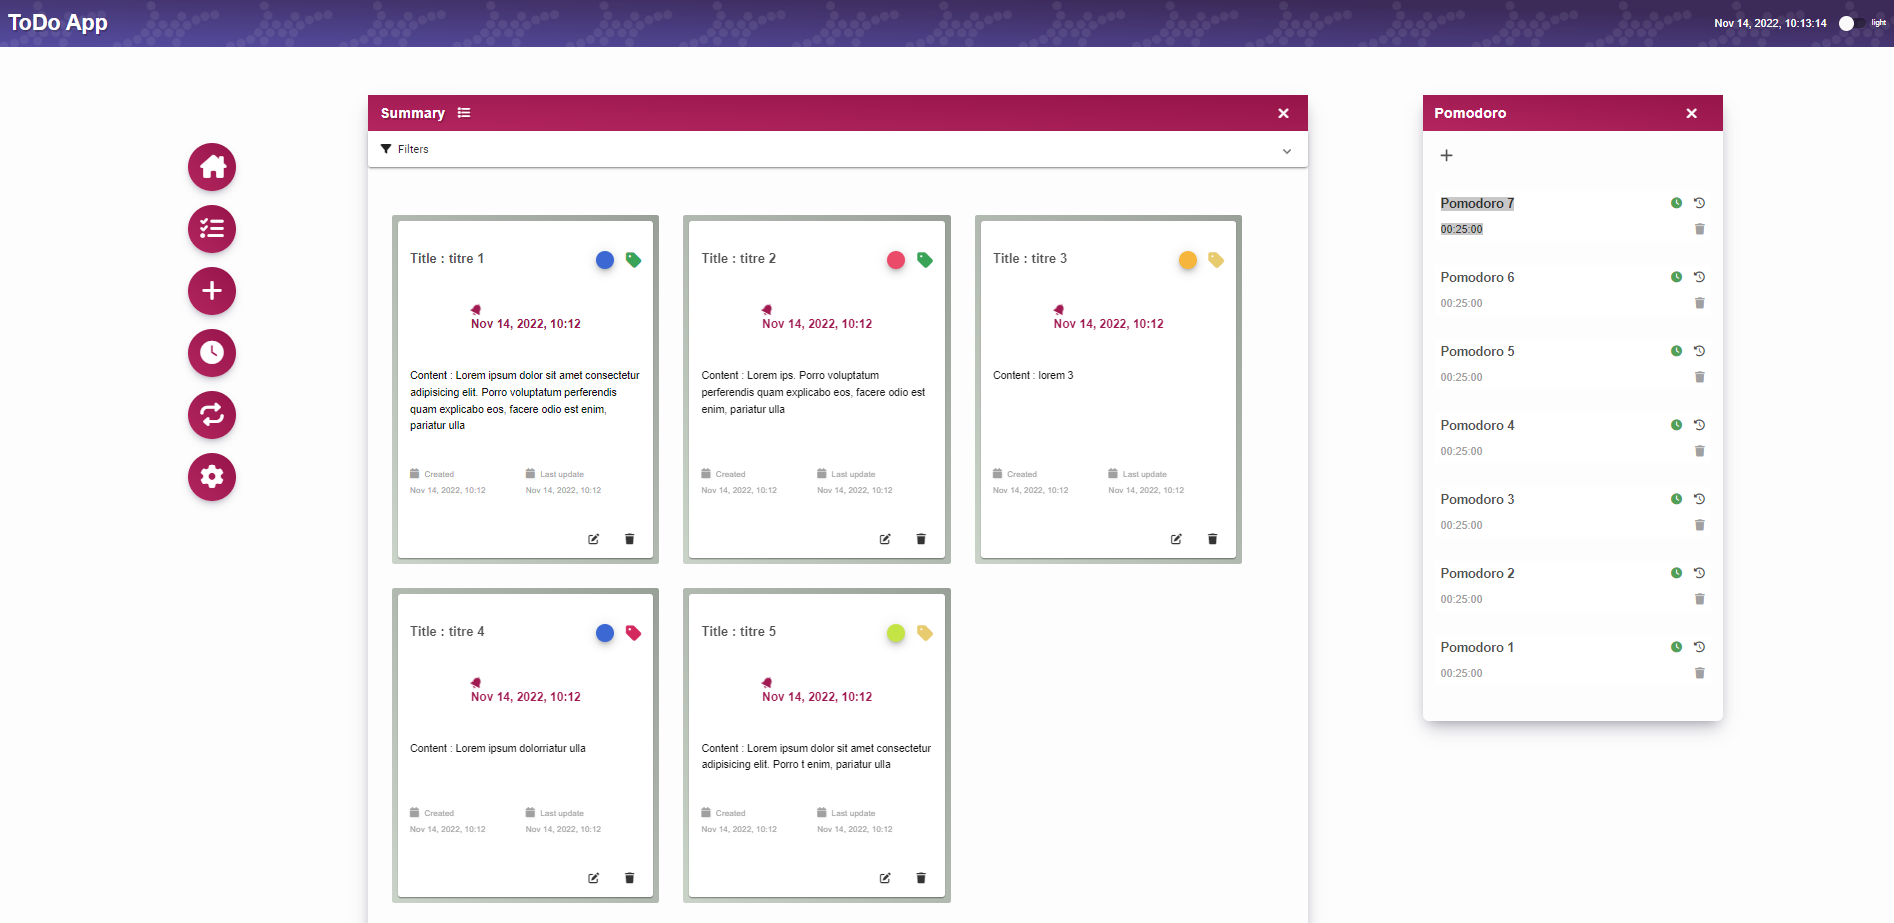 ToDo App
Nov 14, 2022, 10:13:14
light
Summary
Filters
Title : titre 1
Nov 14, 2022, 10:12
Content : Lorem ipsum dolor sit amet consectetur
adipisicing elit. Porro voluptatum perferendis
quam explicabo eos, facere odio est enim,
pariatur ulla
Created
Last update
Nov 14, 2022, 10:12
Nov 14, 2022, 10:12
Title : titre 2
Nov 14, 2022, 10:12
Content : Lorem ips. Porro voluptatum
perferendis quam explicabo eos, facere odio est
enim, pariatur ulla
Created
Last update
Nov 14, 2022, 10:12
Nov 14, 2022, 10:12
Title : titre 3
Nov 14, 2022, 10:12
Content : lorem 3
Created
Last update
Nov 14, 2022, 10:12
Nov 14, 2022, 10:12
Title : titre 4
Nov 14, 2022, 10:12
Content : Lorem ipsum dolorriatur ulla
Created
Last update
Nov 14, 2022, 10:12
Nov 14, 2022, 10:12
Title : titre 5
Nov 14, 2022, 10:12
Content : Lorem ipsum dolor sit amet consectetur
adipisicing elit. Porro t enim, pariatur ulla
Created
Last update
Nov 14, 2022, 10:12
Nov 14, 2022, 10:12
Pomodoro
Pomodoro 7
00:25:00
Pomodoro 6
00:25:00
Pomodoro 5
00:25:00
Pomodoro 4
00:25:00
Pomodoro 3
00:25:00
Pomodoro 2
00:25:00
Pomodoro 1
00:25:00